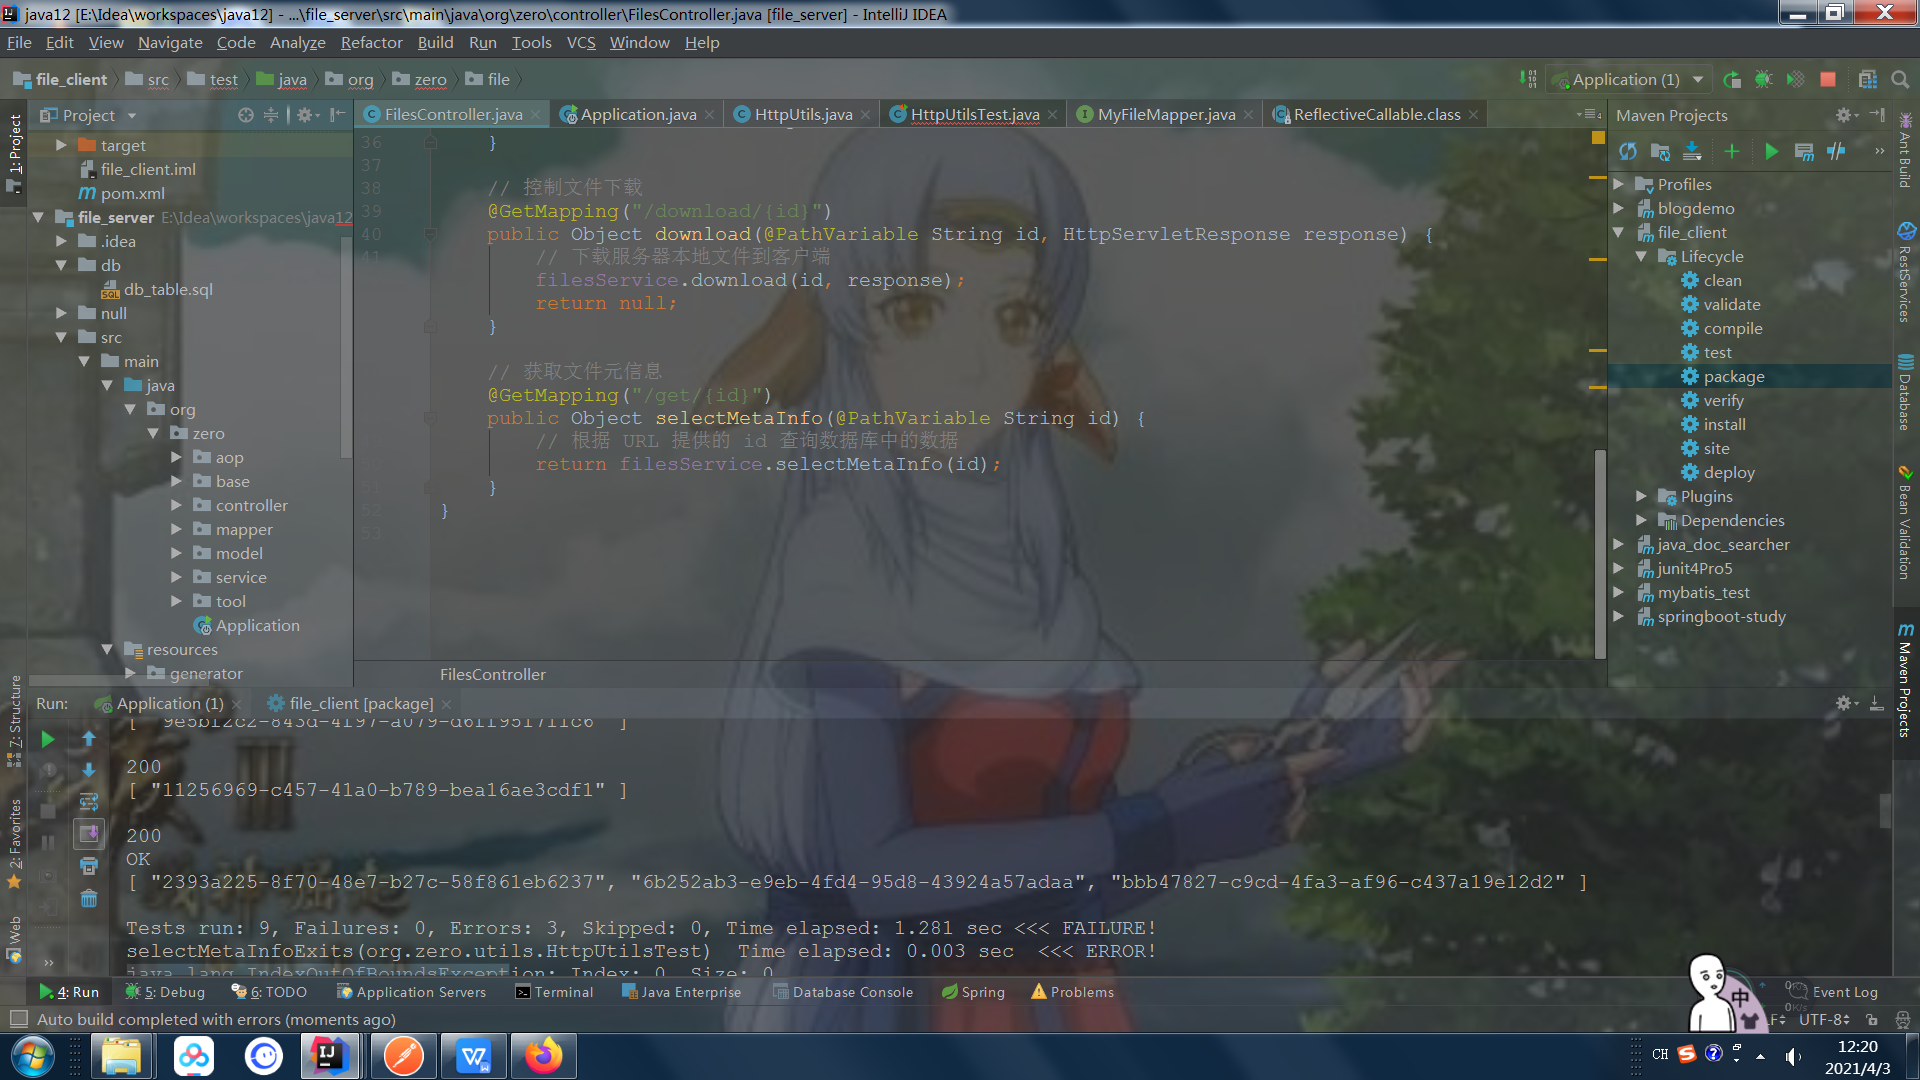 java12 [E:\Idea\workspaces\java12] - ...\file_server\src\main\java\org\zero\controller\FilesController.java [file_server] - IntelliJ IDEA
File Edit View Navigate Code Analyze Refactor Build Run Tools VCS Window Help
file_client src test java org zero file
Application (1)
Project
FilesController.java Application.java HttpUtils.java HttpUtilsTest.java MyFileMapper.java ReflectiveCallable.class
Maven Projects
1: Project
7: Structure
2: Favorites
Web
target
file_client.iml
pom.xml
file_server E:\Idea\workspaces\java12
.idea
db
db_table.sql
null
src
main
java
org
zero
aop
base
controller
mapper
model
service
tool
Application
resources
generator
36 }
37
38 // 控制文件下载
39 @GetMapping("/download/{id}")
40 public Object download(@PathVariable String id, HttpServletResponse response) {
41 // 下载服务器本地文件到客户端
filesService.download(id, response);
return null;
}
// 获取文件元信息
@GetMapping("/get/{id}")
public Object selectMetaInfo(@PathVariable String id) {
// 根据 URL 提供的 id 查询数据库中的数据
return filesService.selectMetaInfo(id);
51 }
52 }
53
FilesController
Profiles
blogdemo
file_client
Lifecycle
clean
validate
compile
test
package
verify
install
site
deploy
Plugins
Dependencies
java_doc_searcher
junit4Pro5
mybatis_test
springboot-study
Ant Build
RestServices
Database
Bean Validation
Maven Projects
Run: Application (1) file_client [package]
200
[ "11256969-c457-41a0-b789-bea16ae3cdf1" ]
200
OK
[ "2393a225-8f70-48e7-b27c-58f861eb6237", "6b252ab3-e9eb-4fd4-95d8-43924a57adaa", "bbb47827-c9cd-4fa3-af96-c437a19e12d2" ]
Tests run: 9, Failures: 0, Errors: 3, Skipped: 0, Time elapsed: 1.281 sec <<< FAILURE!
selectMetaInfoExits(org.zero.utils.HttpUtilsTest) Time elapsed: 0.003 sec <<< ERROR!
java.lang.IndexOutOfBoundsException: Index: 0, Size: 0
4: Run 5: Debug 6: TODO Application Servers Terminal Java Enterprise Database Console Spring Problems
0K/s
0K/s
Event Log
中
Auto build completed with errors (moments ago)
UTF-8
CH
12:20
2021/4/3